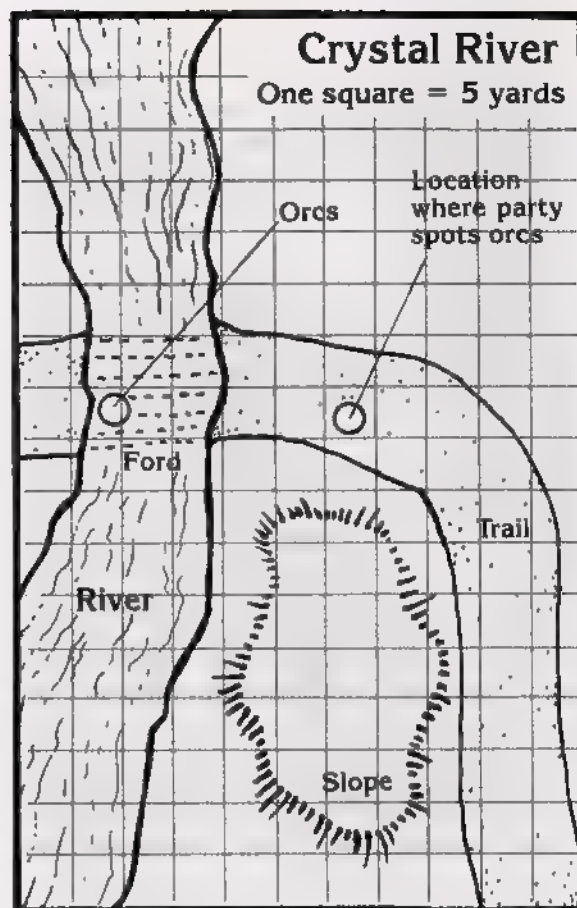 Crystal River
One square = 5 yards
Location
where party
spots orcs
Orcs
Ford
Trail
River
Slope